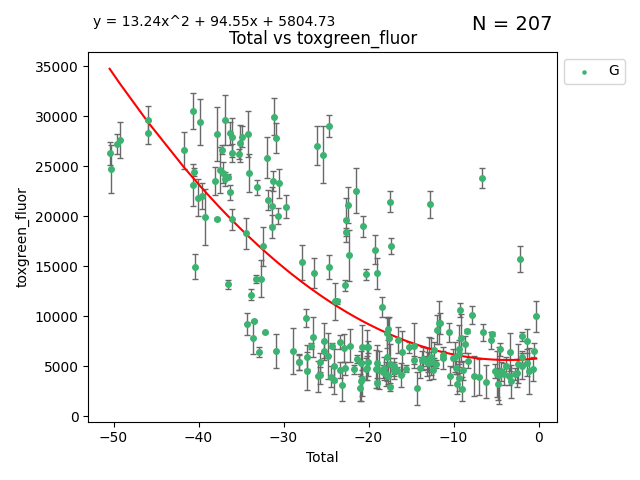 y = 13.24x^2 + 94.55x + 5804.73
N = 207
Total vs toxgreen_fluor
G
35000
30000
25000
20000
15000
10000
5000
0
toxgreen_fluor
−50
−40
−30
−20
−10
0
Total